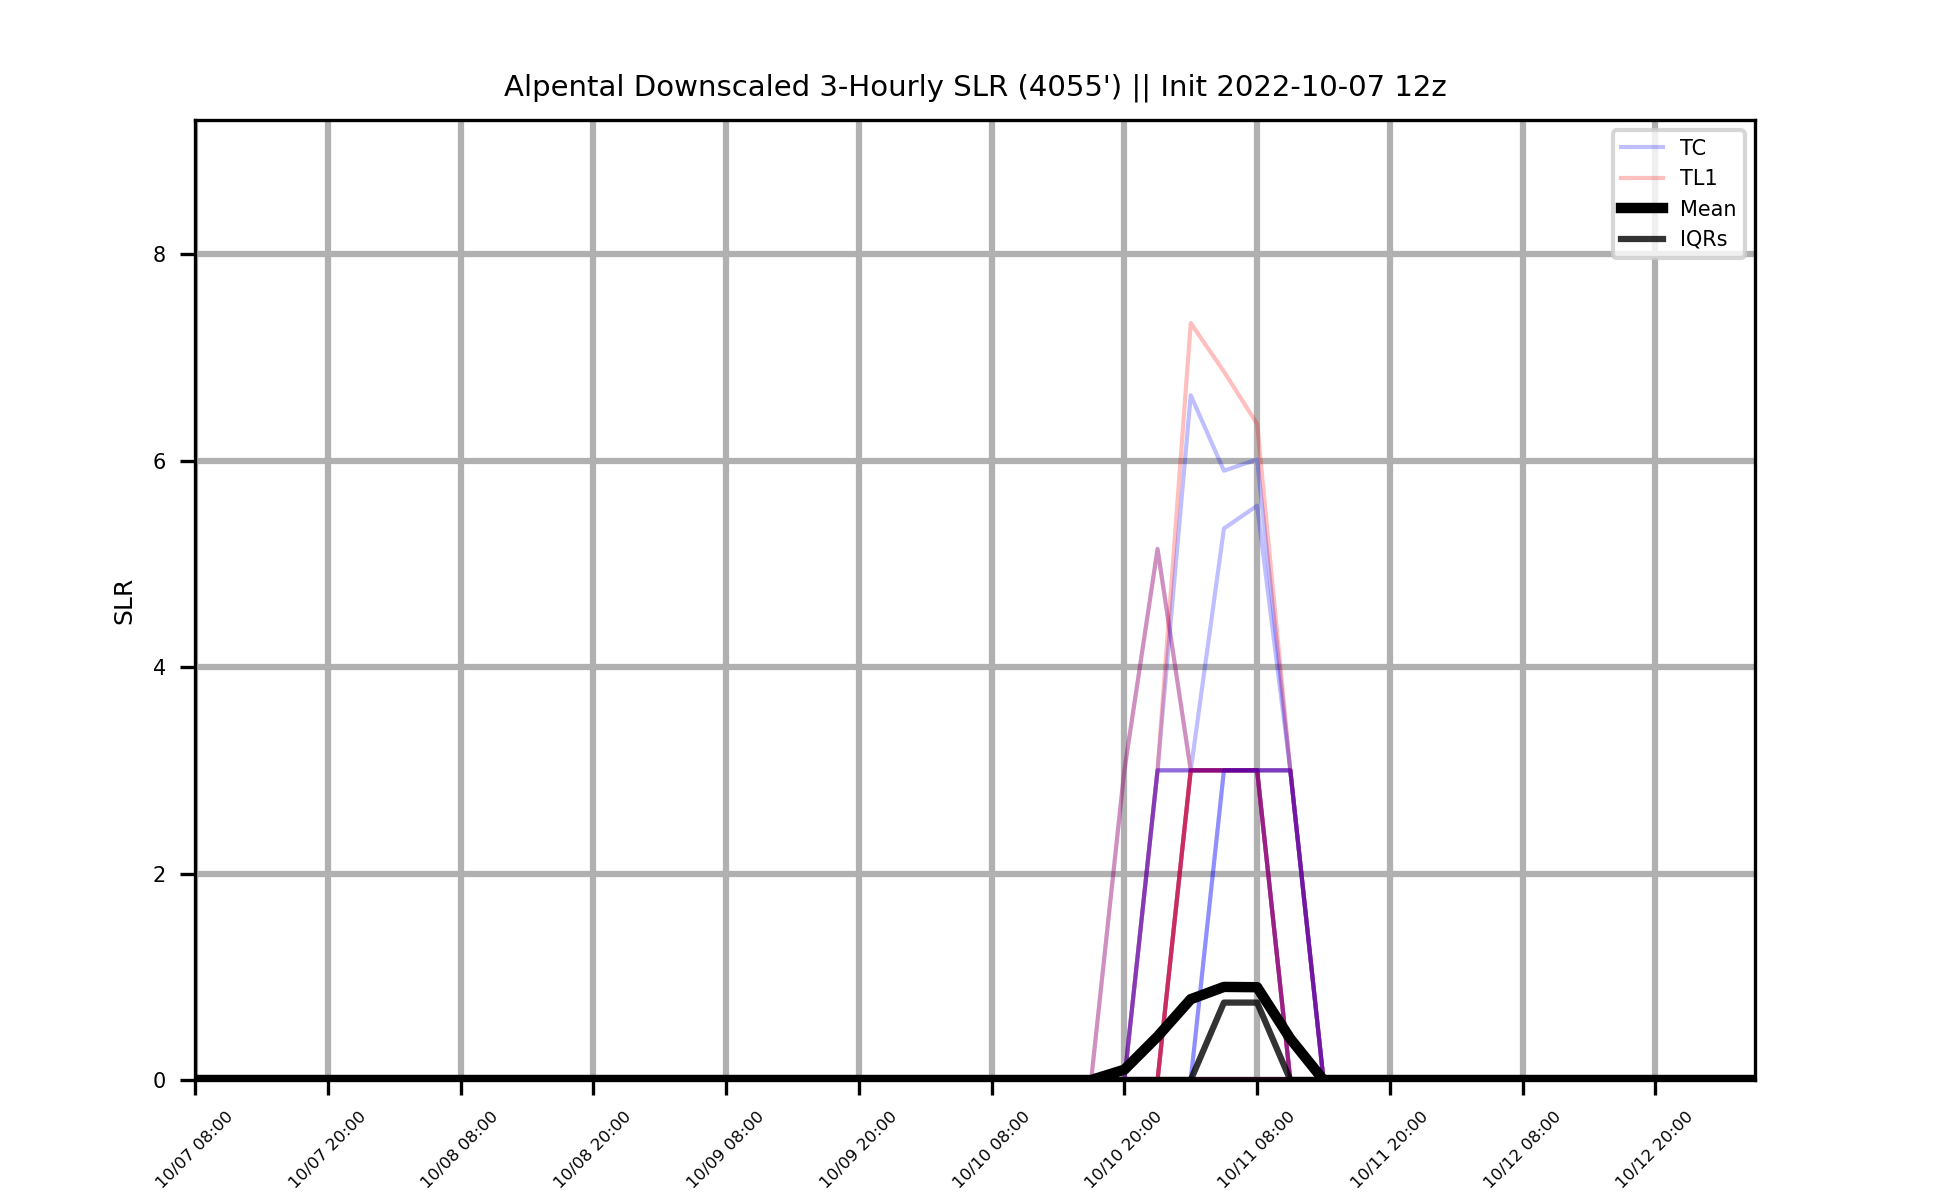 Alpental Downscaled 3-Hourly SLR (4055') || Init 2022-10-07 12z
TC
TL1
Mean
IQRs
SLR
8
6
4
2
0
10/07 08:00
10/07 20:00
10/08 08:00
10/08 20:00
10/09 08:00
10/09 20:00
10/10 08:00
10/10 20:00
10/11 08:00
10/11 20:00
10/12 08:00
10/12 20:00